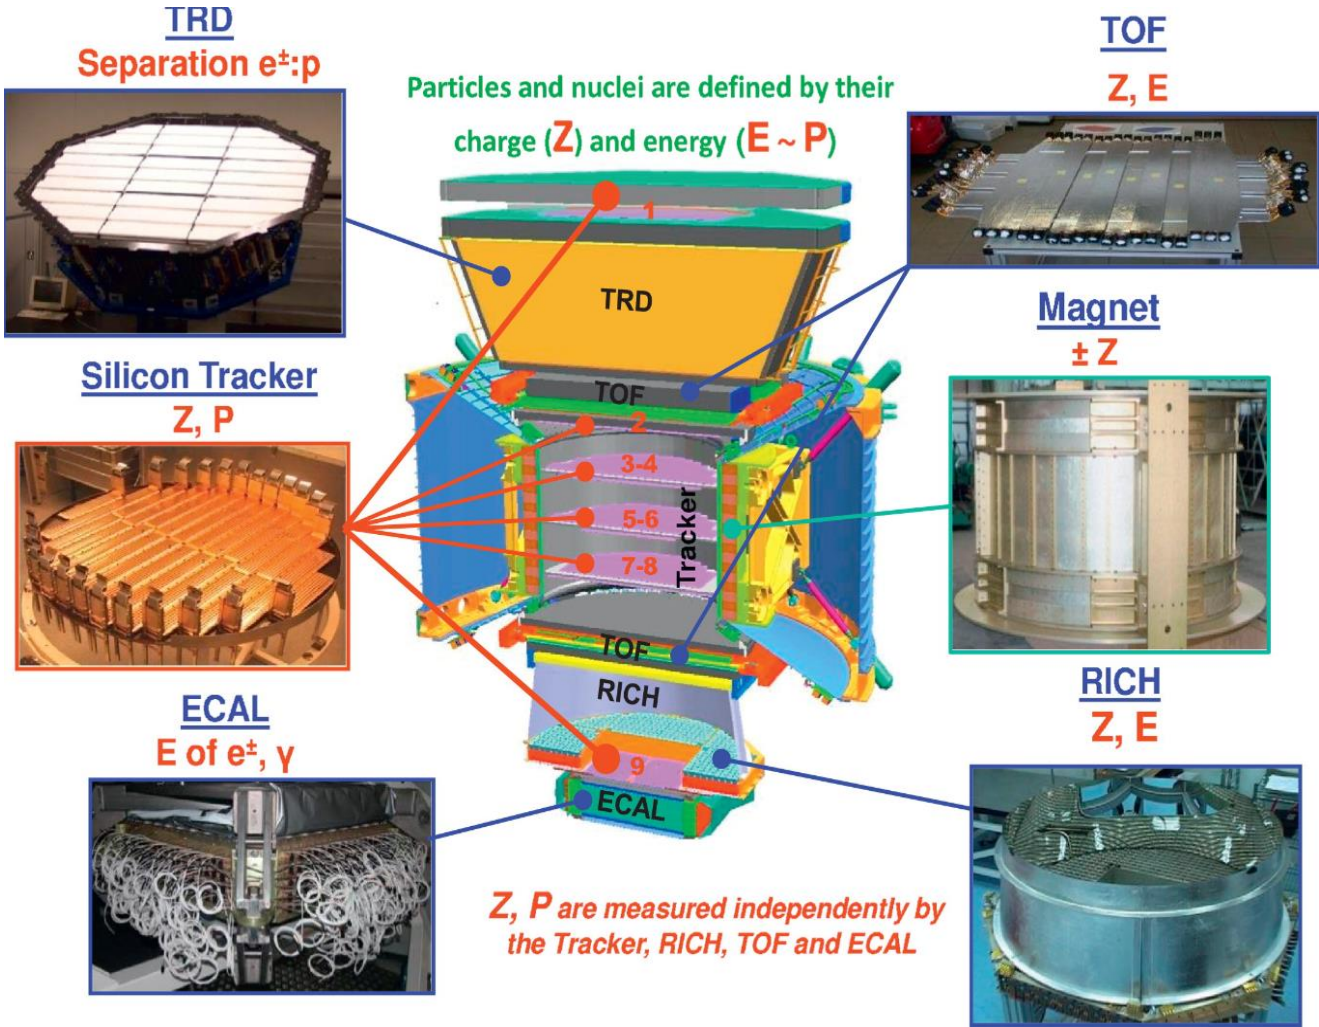 TRD
Separation e±:p
Particles and nuclei are defined by their
charge (Z) and energy (E ~ P)
TOF
Z, E
1
TRD
Silicon Tracker
Z, P
Magnet
± Z
TOF
2
3-4
5-6
7-8
Tracker
TOF
RICH
9
ECAL
ECAL
E of e±, γ
RICH
Z, E
Z, P are measured independently by
the Tracker, RICH, TOF and ECAL